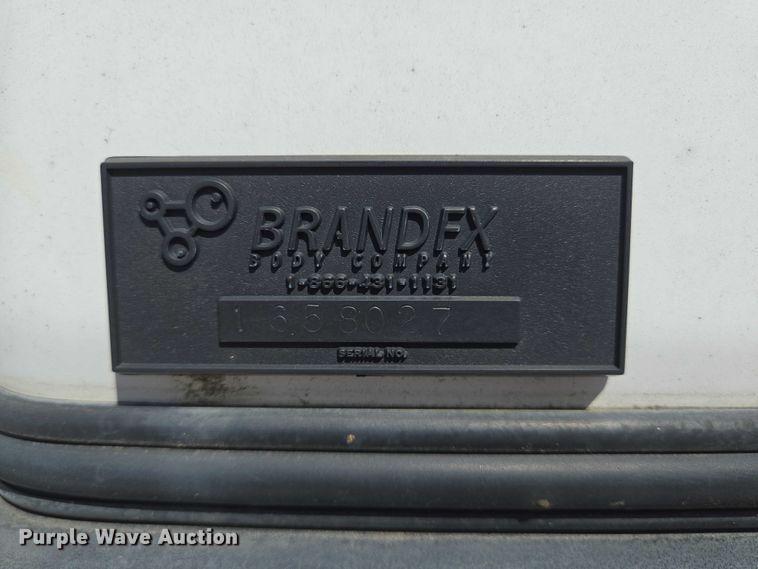 BRANDFX
BODY COMPANY
1-866-431-1131
1658027
SERIAL NO.
Purple Wave Auction